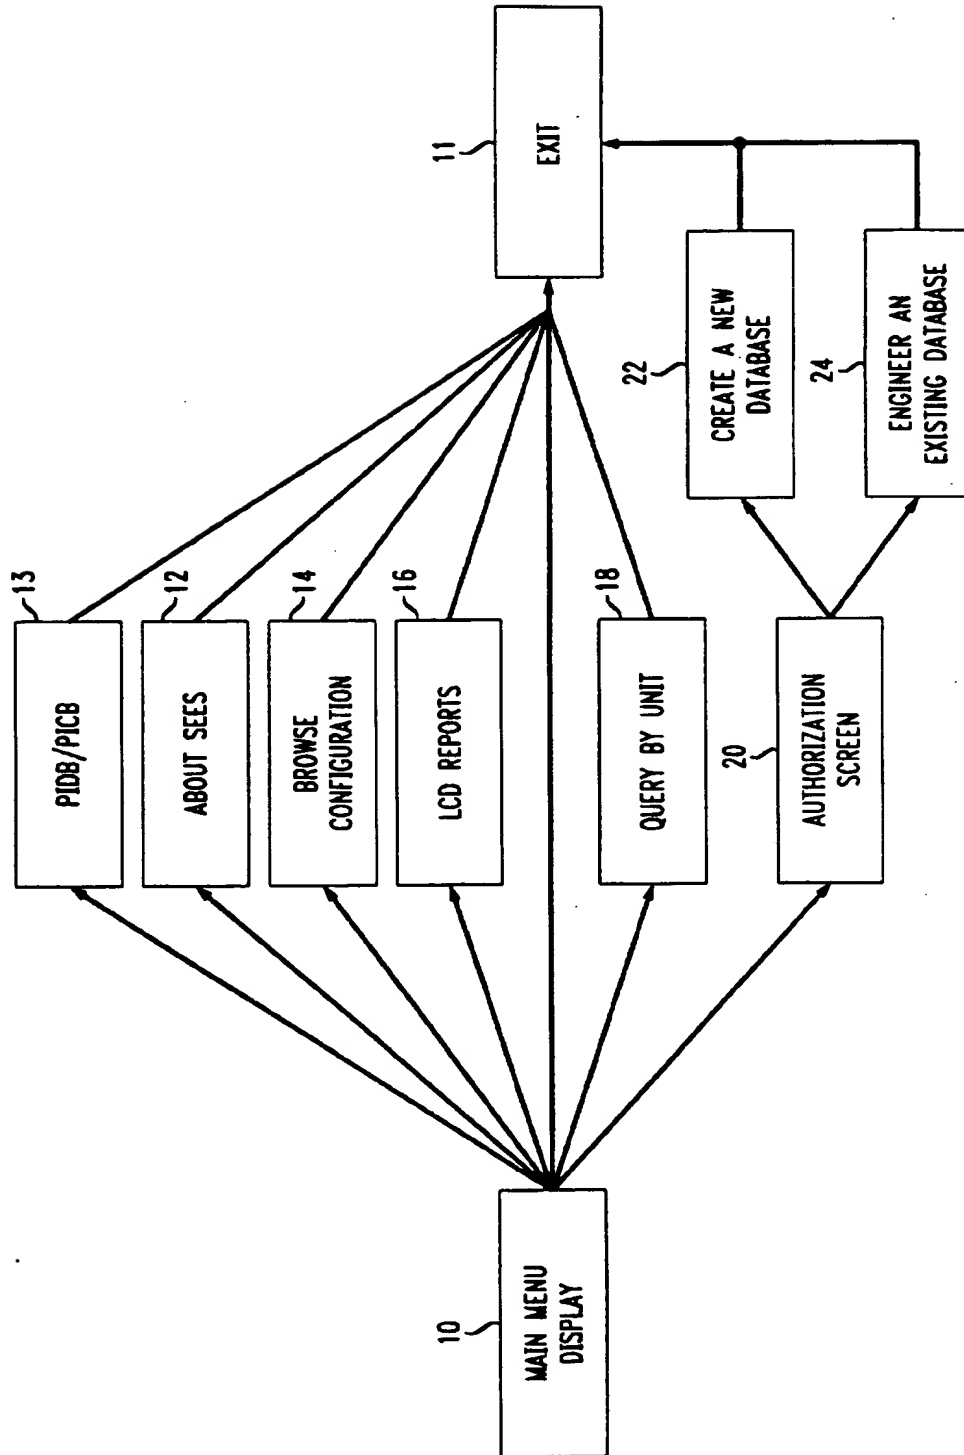 10
MAIN MENU
DISPLAY
13
PIDB/PICB
12
ABOUT SEES
14
BROWSE
CONFIGURATION
16
LCD REPORTS
18
QUERY BY UNIT
20
AUTHORIZATION
SCREEN
11
EXIT
22
CREATE A NEW
DATABASE
24
ENGINEER AN
EXISTING DATABASE